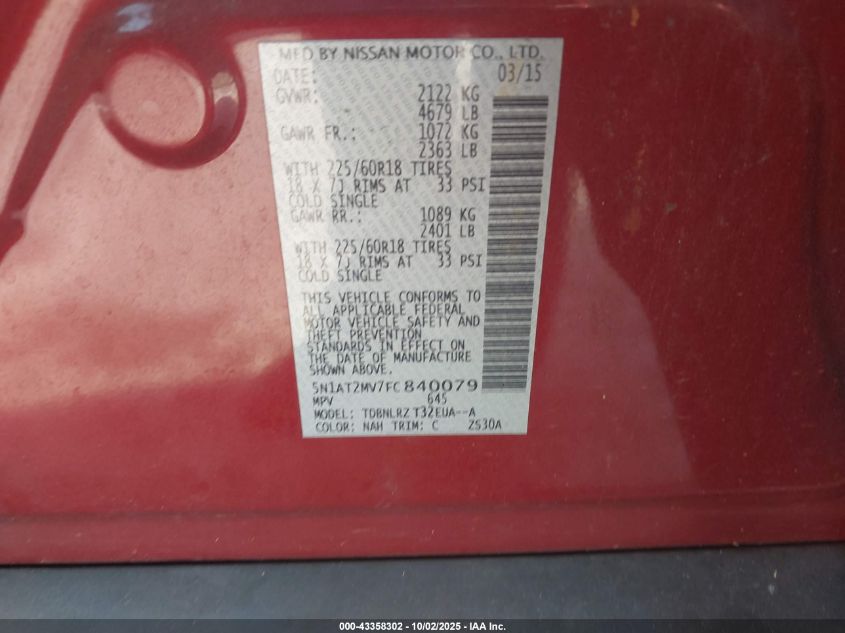 MFD BY NISSAN MOTOR CO., LTD.
DATE: 03/15
GVWR: 2122 KG
4679 LB
GAWR FR.: 1072 KG
2363 LB
WITH 225/60R18 TIRES
18 X 7J RIMS AT 33 PSI
COLD SINGLE
GAWR RR.: 1089 KG
2401 LB
WITH 225/60R18 TIRES
18 X 7J RIMS AT 33 PSI
COLD SINGLE
THIS VEHICLE CONFORMS TO
ALL APPLICABLE FEDERAL
MOTOR VEHICLE SAFETY AND
THEFT PREVENTION
STANDARDS IN EFFECT ON
THE DATE OF MANUFACTURE
SHOWN ABOVE.
5N1AT2MV7FC840079
MPV 645
MODEL: TDBNLRZ T32EUA--A
COLOR: NAH TRIM: C ZS30A
000-43358302 - 10/02/2025 - IAA Inc.